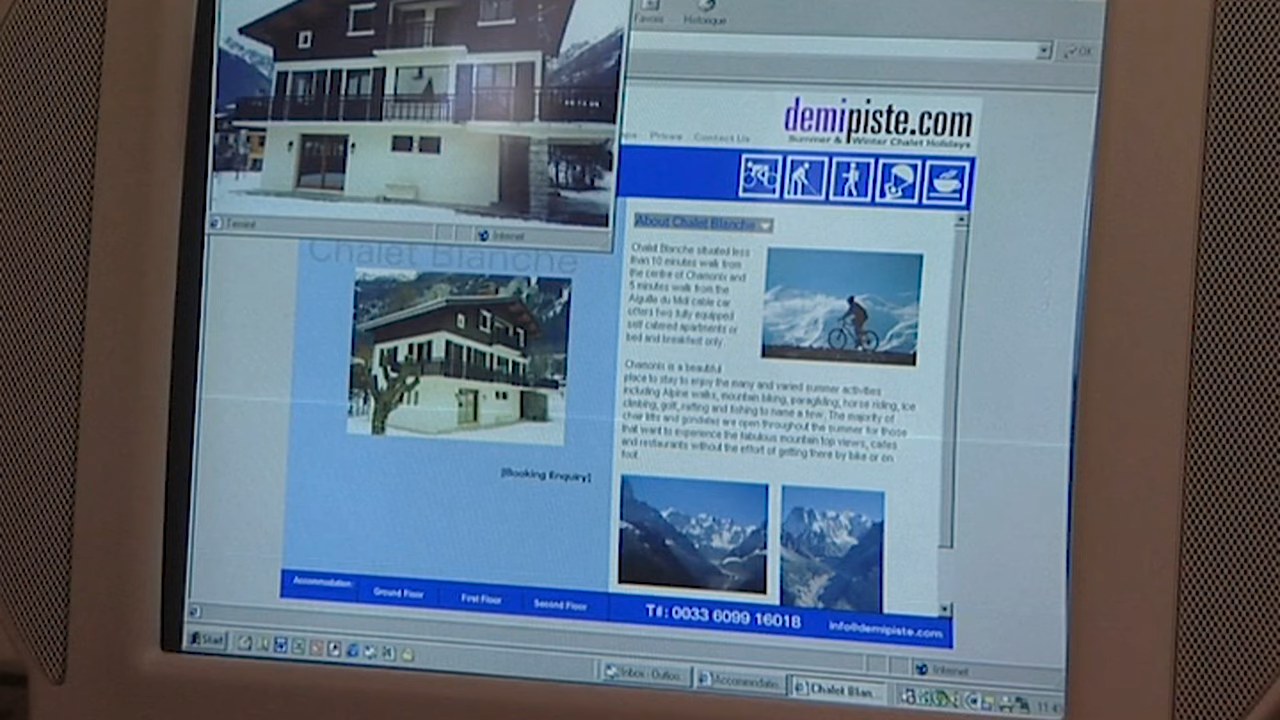 Favoris Historique
OK
demipiste.com
Summer & Winter Chalet Holidays
Prices Contact Us
About Chalet Blanche
Terminé
Internet
Chalet Blanche
Chalet Blanche situated less
than 10 minutes walk from
the centre of Chamonix and
5 minutes walk from the
Aiguille du Midi cable car
offers two fully equipped
self catered apartments or
bed and breakfast only.
Chamonix is a beautiful
place to stay to enjoy the many and varied summer activities
including Alpine walks, mountain biking, paragliding, horse riding, ice
climbing, golf, rafting and fishing to name a few. The majority of
chair lifts and gondolas are open throughout the summer for those
that want to experience the fabulous mountain top views, cafes
and restaurants without the effort of getting there by bike or on
foot.
[Booking Enquiry]
Accommodation:
Ground Floor
First Floor
Second Floor
T#: 0033 6099 16018
info@demipiste.com
Internet
Start
Inbox - Outloo...
Accommodatio...
Chalet Blan...